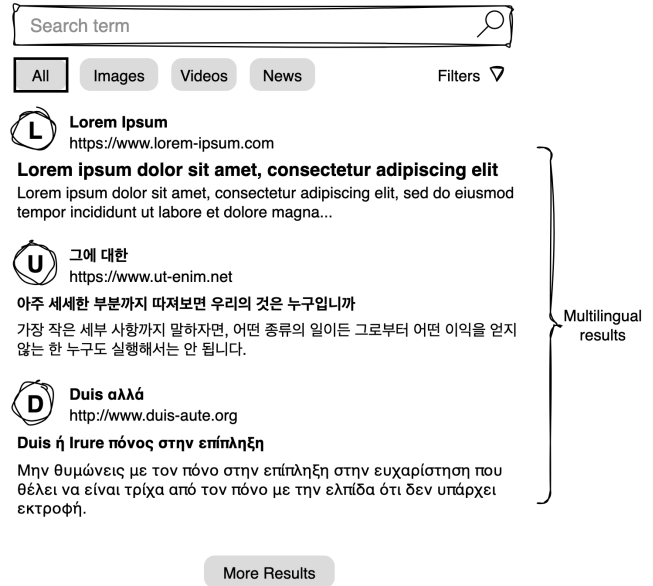 Search term
All
Images
Videos
News
Filters
L
Lorem Ipsum
https://www.lorem-ipsum.com
Lorem ipsum dolor sit amet, consectetur adipiscing elit
Lorem ipsum dolor sit amet, consectetur adipiscing elit, sed do eiusmod
tempor incididunt ut labore et dolore magna...
U
그에 대한
https://www.ut-enim.net
아주 세세한 부분까지 따져보면 우리의 것은 누구입니까
가장 작은 세부 사항까지 말하자면, 어떤 종류의 일이든 그로부터 어떤 이익을 얻지
않는 한 누구도 실행해서는 안 됩니다.
D
Duis αλλά
http://www.duis-aute.org
Duis ή Irure πόνος στην επίπληξη
Μην θυμώνεις με τον πόνο στην επίπληξη στην ευχαρίστηση που
θέλει να είναι τρίχα από τον πόνο με την ελπίδα ότι δεν υπάρχει
εκτροφή.
Multilingual
results
More Results